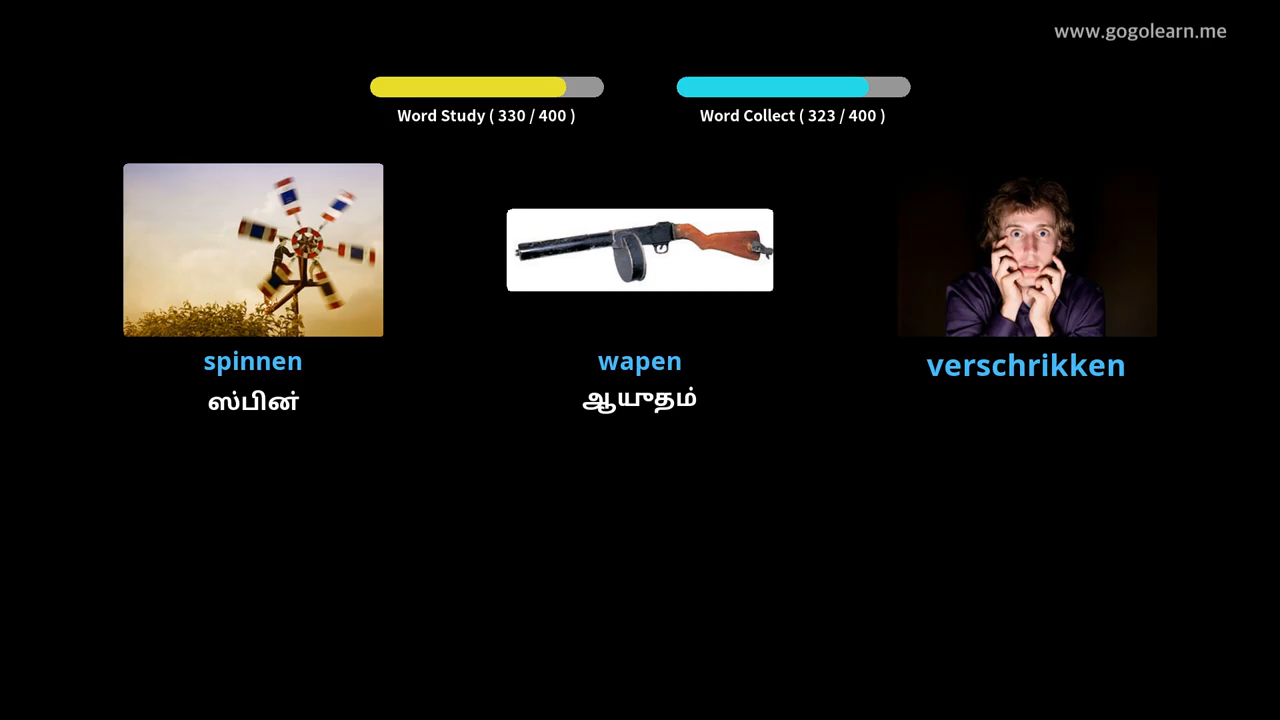 www.gogolearn.me
Word Study ( 330 / 400 )
Word Collect ( 323 / 400 )
spinnen
ஸ்பின்
wapen
ஆயுதம்
verschrikken